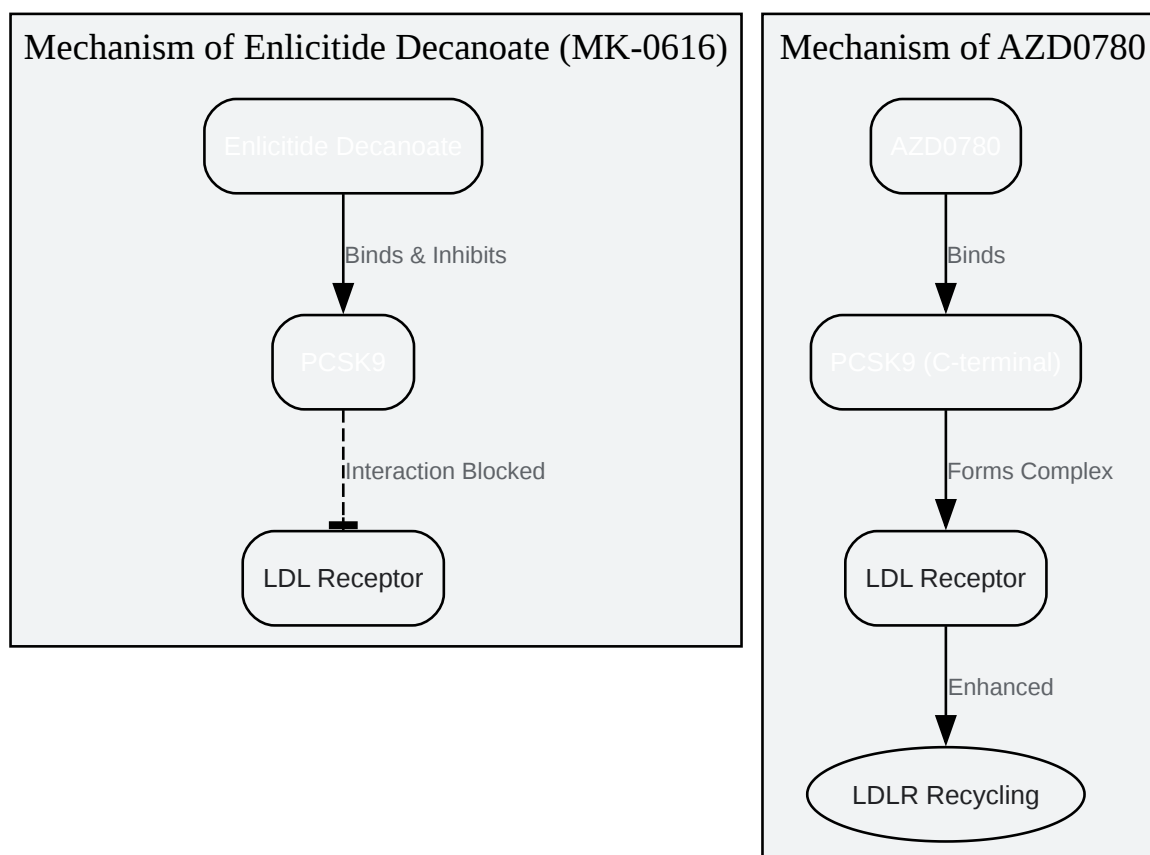 Mechanism of Enlicitide Decanoate (MK-0616)
Enlicitide Decanoate
Binds & Inhibits
PCSK9
Interaction Blocked
LDL Receptor
Mechanism of AZD0780
AZD0780
Binds
PCSK9 (C-terminal)
Forms Complex
LDL Receptor
Enhanced
LDLR Recycling